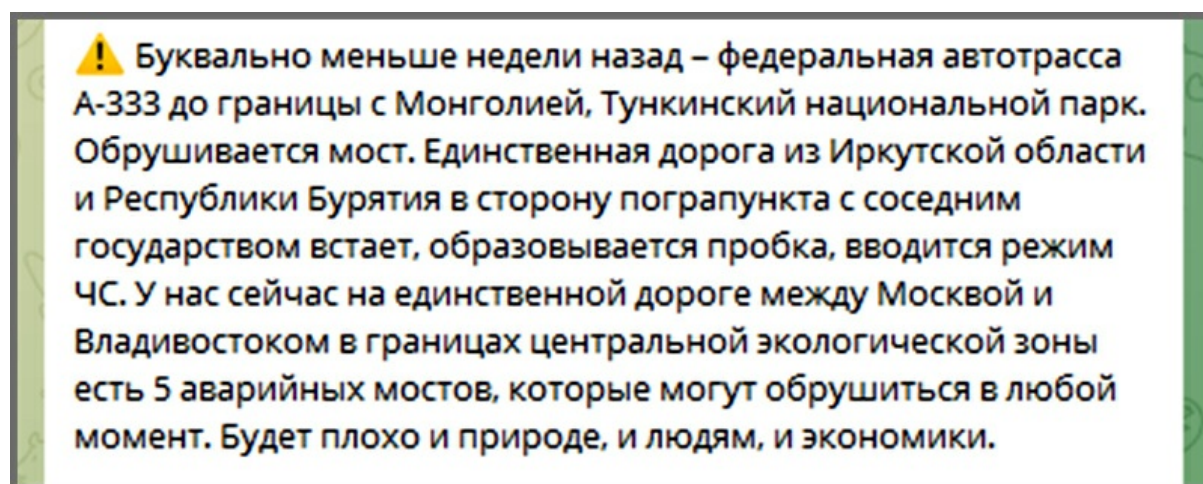 ⚠️ Буквально меньше недели назад – федеральная автотрасса
А-333 до границы с Монголией, Тункинский национальной парк.
Обрушивается мост. Единственная дорога из Иркутской области
и Республики Бурятия в сторону пограпункта с соседним
государством встает, образовывается пробка, вводится режим
ЧС. У нас сейчас на единственной дороге между Москвой и
Владивостоком в границах центральной экологической зоны
есть 5 аварийных мостов, которые могут обрушиться в любой
момент. Будет плохо и природе, и людям, и экономики.